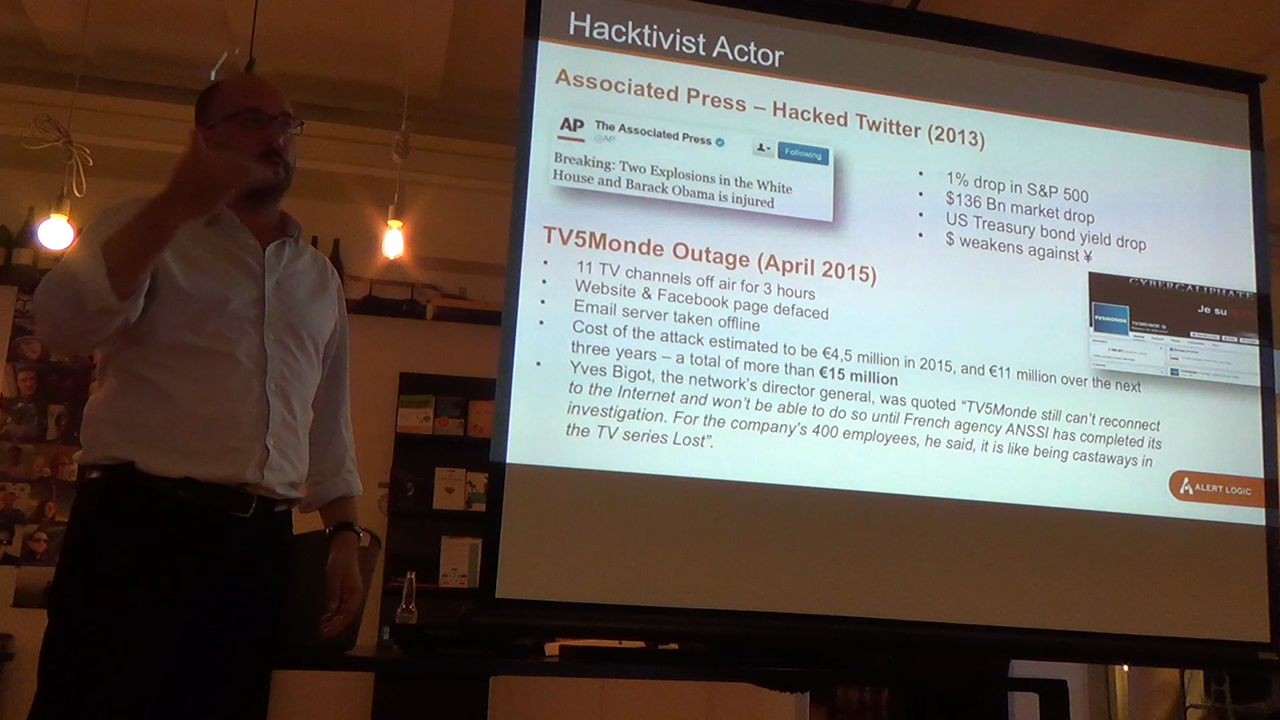 Hacktivist Actor
Associated Press – Hacked Twitter (2013)
AP
The Associated Press
@AP
Following
Breaking: Two Explosions in the White
House and Barack Obama is injured
• 1% drop in S&P 500
• $136 Bn market drop
• US Treasury bond yield drop
• $ weakens against ¥
TV5Monde Outage (April 2015)
• 11 TV channels off air for 3 hours
• Website & Facebook page defaced
• Email server taken offline
• Cost of the attack estimated to be €4,5 million in 2015, and €11 million over the next
three years – a total of more than €15 million
• Yves Bigot, the network's director general, was quoted "TV5Monde still can't reconnect
to the Internet and won't be able to do so until French agency ANSSI has completed its
investigation. For the company's 400 employees, he said, it is like being castaways in
the TV series Lost".
CYBERCALIPHATE
Je su
TV5MONDE
TV5MONDE
ALERT LOGIC